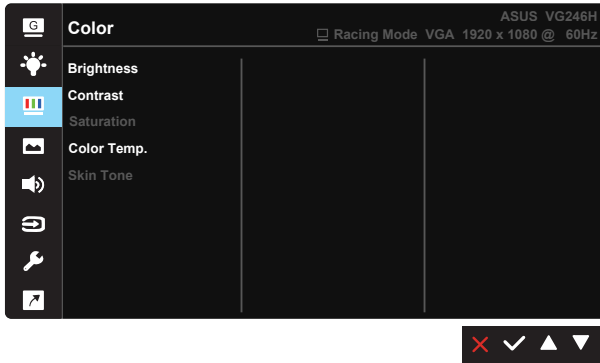 G
Color
ASUS VG246H
Racing Mode VGA 1920 x 1080 @ 60Hz
Brightness
Contrast
Saturation
Color Temp.
Skin Tone